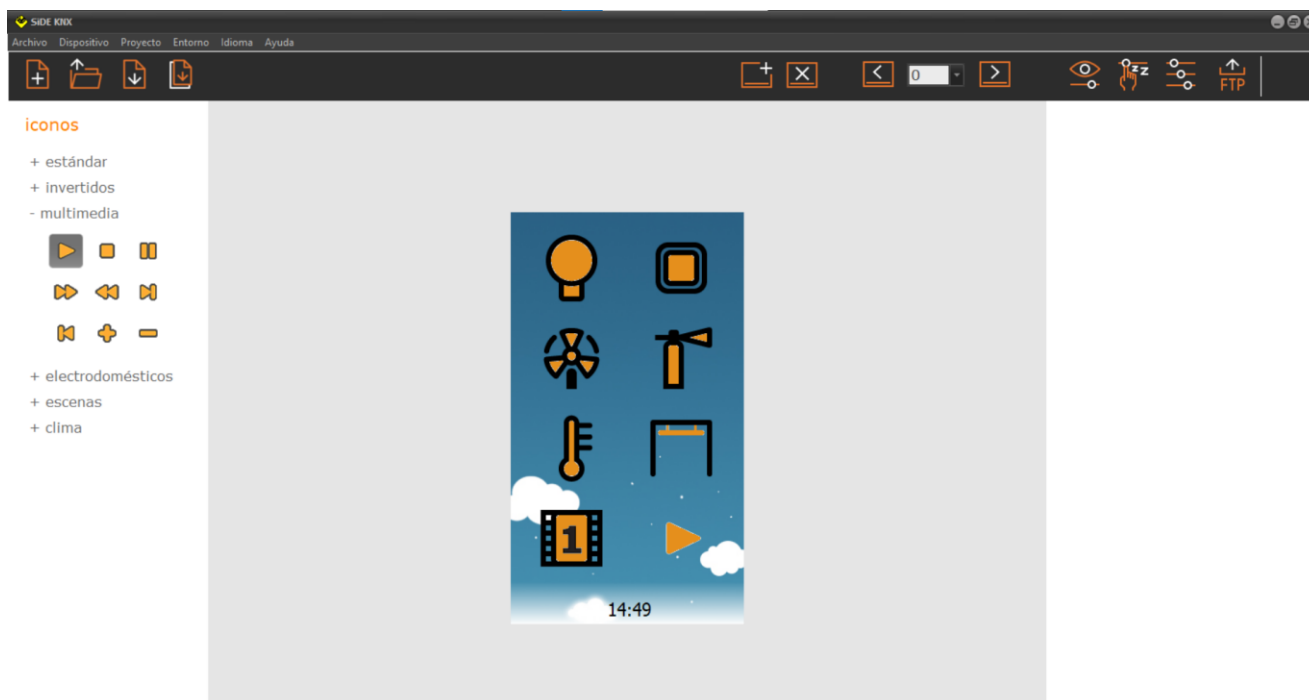 SiDE KNX
Archivo Dispositivo Proyecto Entorno Idioma Ayuda
0
zz
FTP
iconos
+ estándar
+ invertidos
- multimedia
+ electrodomésticos
+ escenas
+ clima
1
14:49